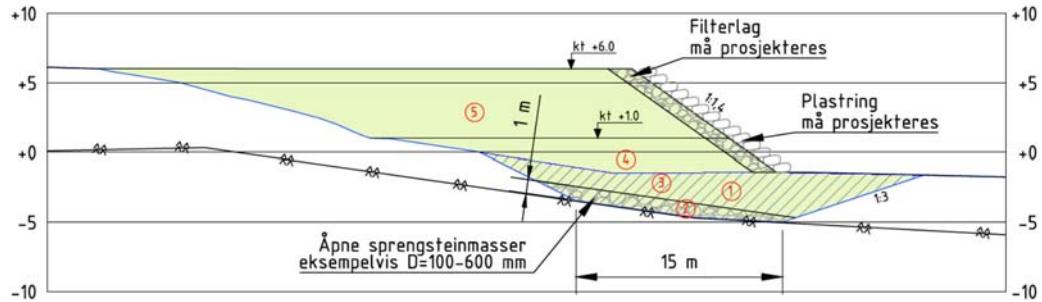 +10
+10
Filterlag
må prosjekteres
kt +6.0
+5
+5
1:1,4
Plastring
må prosjekteres
⑤
1 m
kt +1.0
+0
+0
④
③
①
②
1:3
-5
-5
Åpne sprengsteinmasser
eksempelvis D=100-600 mm
15 m
-10
-10